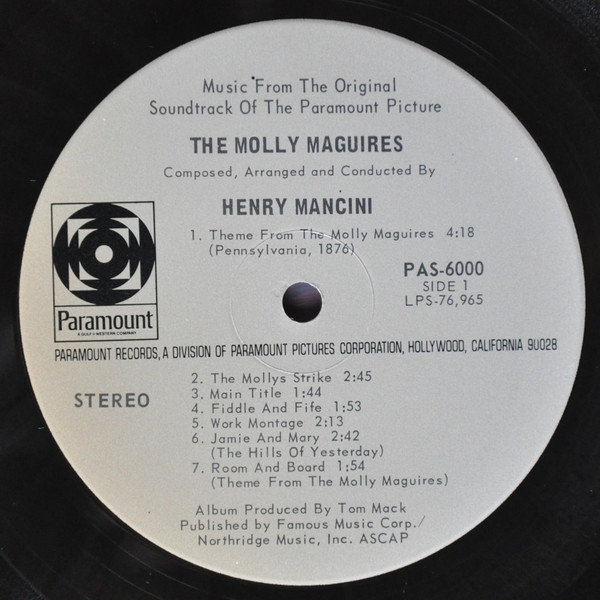 Music From The Original
Soundtrack Of The Paramount Picture
THE MOLLY MAGUIRES
Composed, Arranged and Conducted By
HENRY MANCINI
1. Theme From The Molly Maguires 4:18
(Pennsylvania, 1876)
PAS-6000
SIDE 1
LPS-76,965
Paramount
A GULF+WESTERN COMPANY
PARAMOUNT RECORDS, A DIVISION OF PARAMOUNT PICTURES CORPORATION, HOLLYWOOD, CALIFORNIA 90028
STEREO
2. The Mollys Strike 2:45
3. Main Title 1:44
4. Fiddle And Fife 1:53
5. Work Montage 2:13
6. Jamie And Mary 2:42
(The Hills Of Yesterday)
7. Room And Board 1:54
(Theme From The Molly Maguires)
Album Produced By Tom Mack
Published by Famous Music Corp./
Northridge Music, Inc. ASCAP